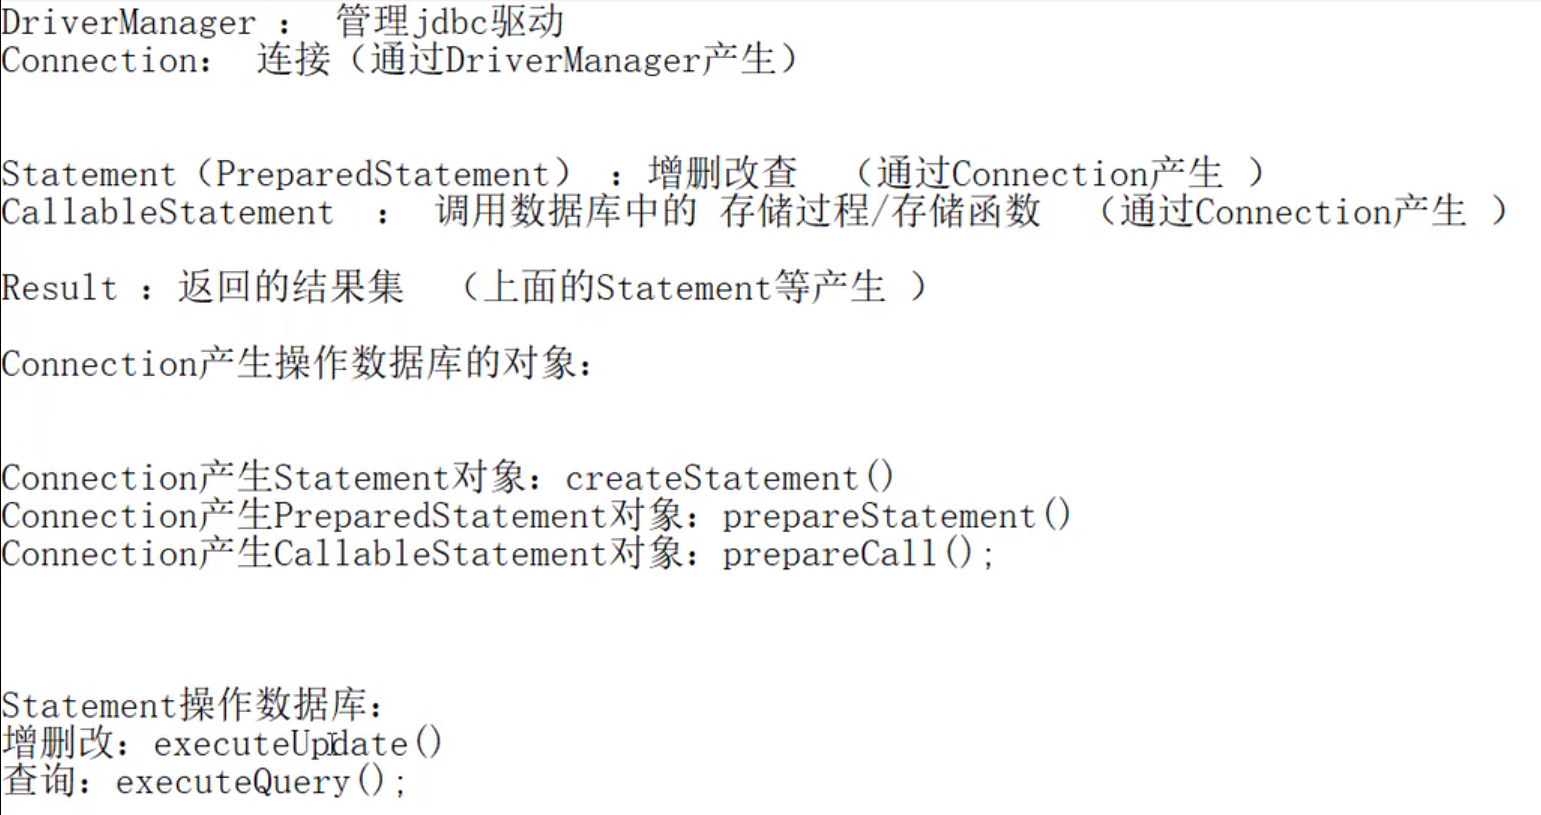 DriverManager ： 管理jdbc驱动
Connection： 连接（通过DriverManager产生）
Statement（PreparedStatement） ：增删改查 （通过Connection产生 ）
CallableStatement ： 调用数据库中的 存储过程/存储函数 （通过Connection产生 ）
Result ：返回的结果集 （上面的Statement等产生 ）
Connection产生操作数据库的对象：
Connection产生Statement对象：createStatement()
Connection产生PreparedStatement对象：prepareStatement()
Connection产生CallableStatement对象：prepareCall();
Statement操作数据库：
增删改：executeUpdate()
查询：executeQuery();